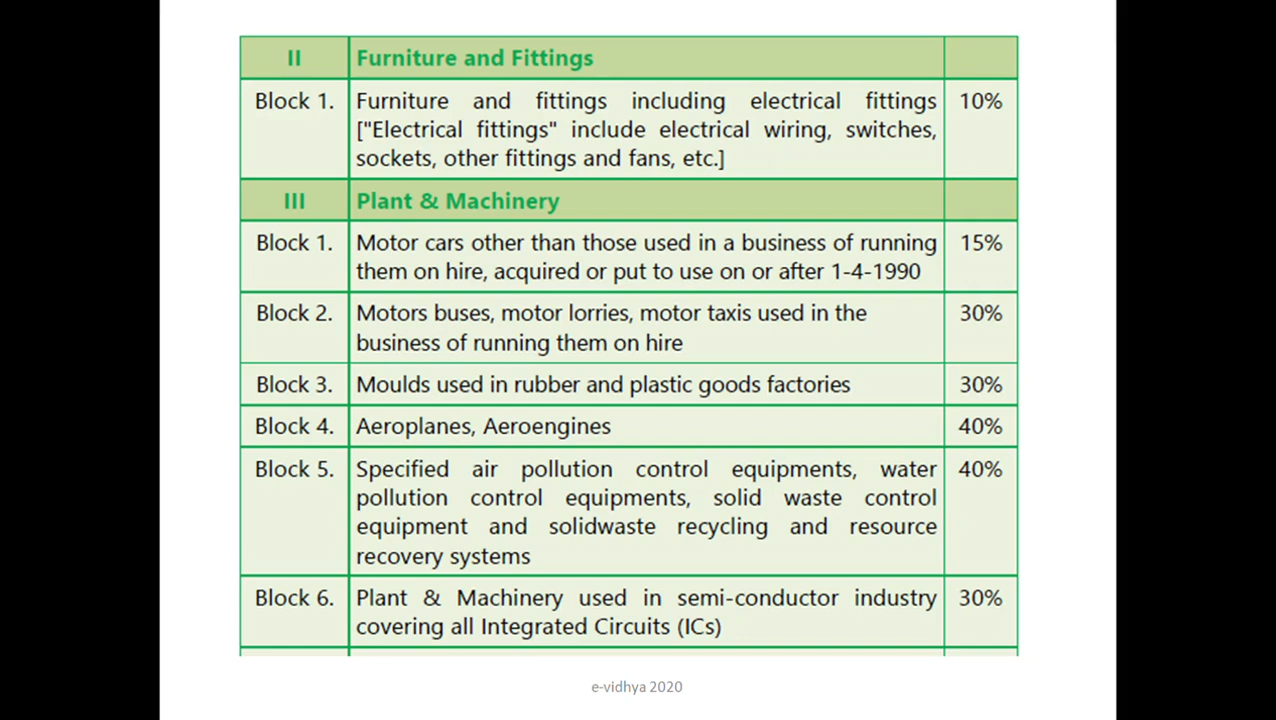 II Furniture and Fittings
Block 1. Furniture and fittings including electrical fittings 10%
["Electrical fittings" include electrical wiring, switches,
sockets, other fittings and fans, etc.]
III Plant & Machinery
Block 1. Motor cars other than those used in a business of running 15%
them on hire, acquired or put to use on or after 1-4-1990
Block 2. Motors buses, motor lorries, motor taxis used in the 30%
business of running them on hire
Block 3. Moulds used in rubber and plastic goods factories 30%
Block 4. Aeroplanes, Aeroengines 40%
Block 5. Specified air pollution control equipments, water 40%
pollution control equipments, solid waste control
equipment and solidwaste recycling and resource
recovery systems
Block 6. Plant & Machinery used in semi-conductor industry 30%
covering all Integrated Circuits (ICs)
e-vidhya 2020